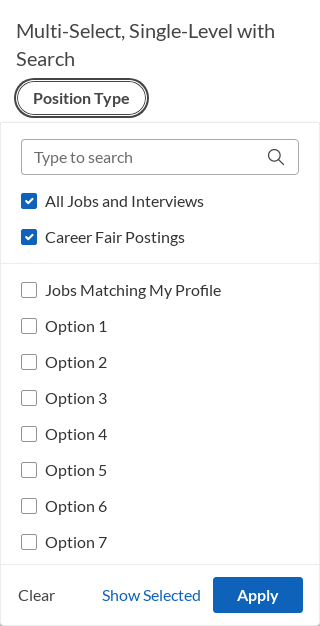 Multi-Select, Single-Level with
Search
Position Type
Type to search
All Jobs and Interviews
Career Fair Postings
Jobs Matching My Profile
Option 1
Option 2
Option 3
Option 4
Option 5
Option 6
Option 7
Clear
Show Selected
Apply